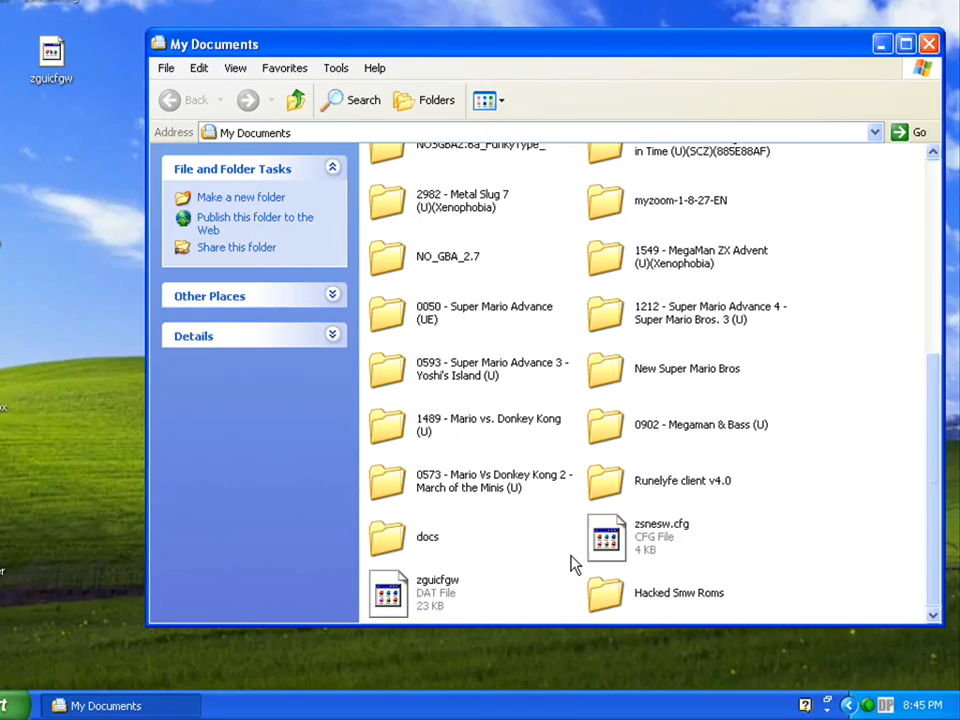 zguicfgw
My Documents
File Edit View Favorites Tools Help
Back Search Folders
Address My Documents Go
File and Folder Tasks
Make a new folder
Publish this folder to the
Web
Share this folder
Other Places
Details
NO$GBA2.6a_FunkyType_
in Time (U)(SCZ)(885E88AF)
2982 - Metal Slug 7
(U)(Xenophobia)
myzoom-1-8-27-EN
NO_GBA_2.7
1549 - MegaMan ZX Advent
(U)(Xenophobia)
0050 - Super Mario Advance
(UE)
1212 - Super Mario Advance 4 -
Super Mario Bros. 3 (U)
0593 - Super Mario Advance 3 -
Yoshi's Island (U)
New Super Mario Bros
1489 - Mario vs. Donkey Kong
(U)
0902 - Megaman & Bass (U)
0573 - Mario Vs Donkey Kong 2 -
March of the Minis (U)
Runelyfe client v4.0
docs
zsnesw.cfg
CFG File
4 KB
zguicfgw
DAT File
23 KB
Hacked Smw Roms
My Documents
DP
8:45 PM